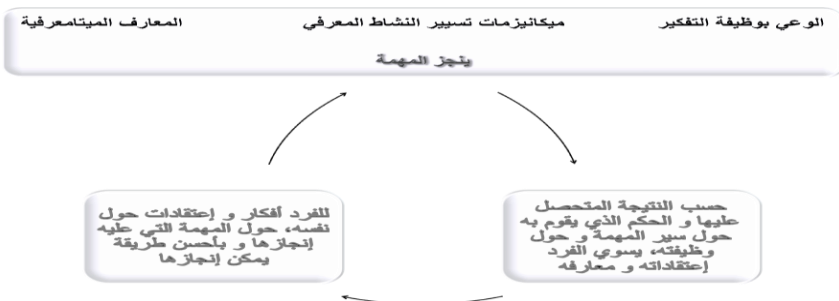 الوعي بوظيفة التفكير ميكانيزمات تسيير النشاط المعرفي المعارف الميتامعرفية
ينجز المهمة
حسب النتيجة المتحصل
عليها و الحكم الذي يقوم به
حول سير المهمة و حول
وظيفته، يسوي الفرد
إعتقاداته و معارفه
للفرد أفكار و إعتقادات حول
نفسه، حول المهمة التي عليه
إنجازها و بأحسن طريقة
يمكن إنجازها